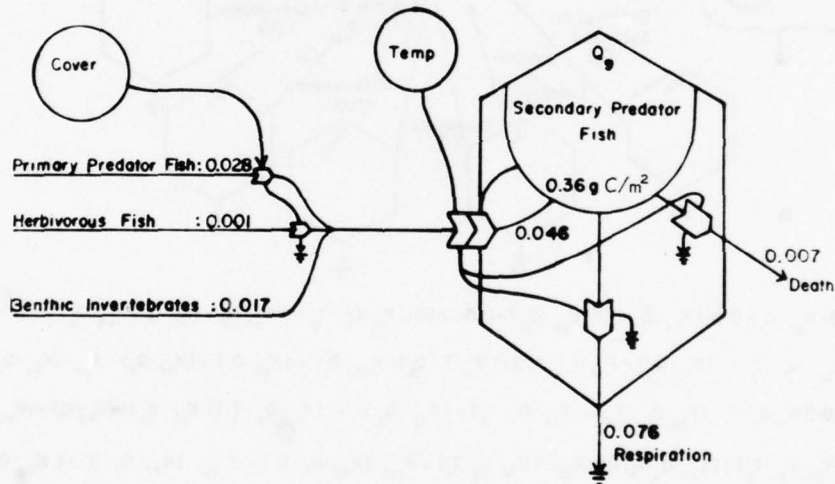 Cover
Temp
Q9
Secondary Predator
Fish
0.36 g C/m²
Primary Predator Fish: 0.028
Herbivorous Fish : 0.001
0.046
0.007
Death
Benthic Invertebrates : 0.017
0.076
Respiration